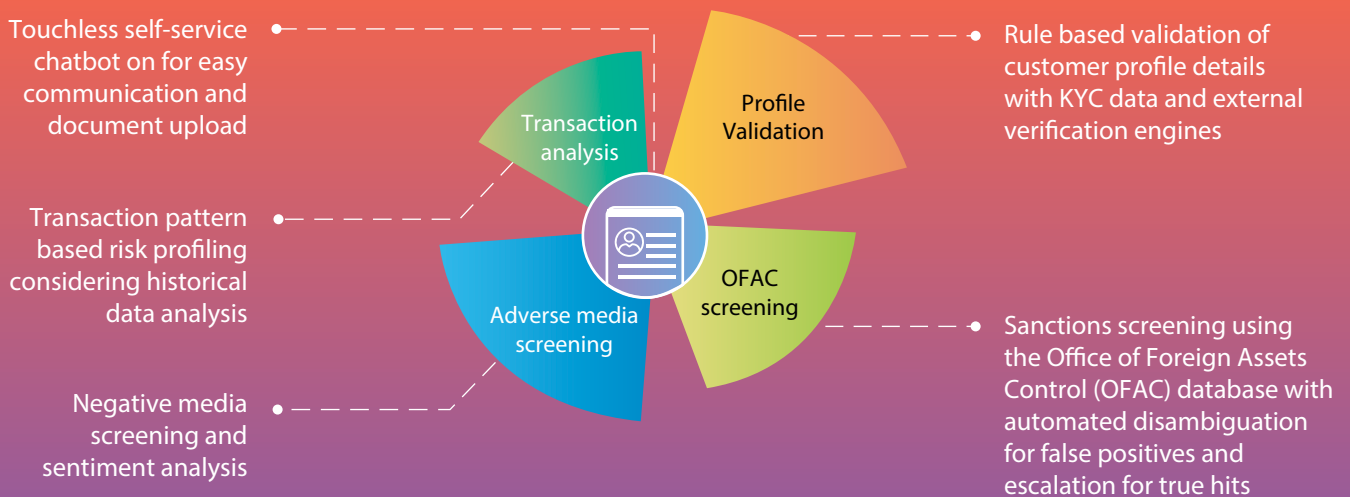 Touchless self-service
chatbot on for easy
communication and
document upload
Transaction pattern
based risk profiling
considering historical
data analysis
Negative media
screening and
sentiment analysis
Transaction
analysis
Profile
Validation
Adverse media
screening
OFAC
screening
Rule based validation of
customer profile details
with KYC data and external
verification engines
Sanctions screening using
the Office of Foreign Assets
Control (OFAC) database with
automated disambiguation
for false positives and
escalation for true hits